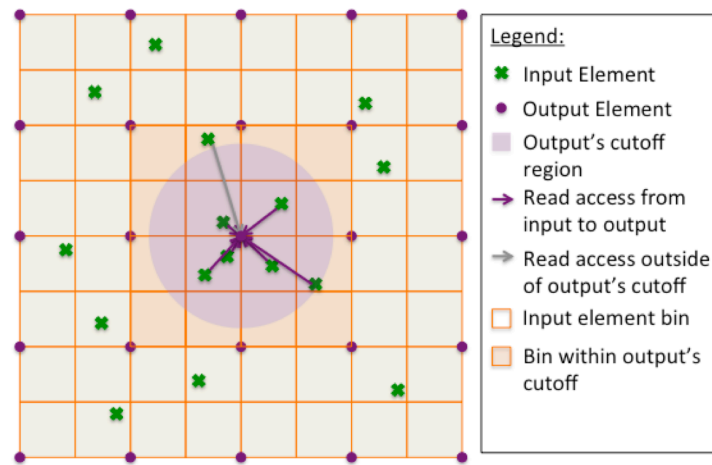 Legend:
Input Element
Output Element
Output's cutoff
region
Read access from
input to output
Read access outside
of output's cutoff
Input element bin
Bin within output's
cutoff